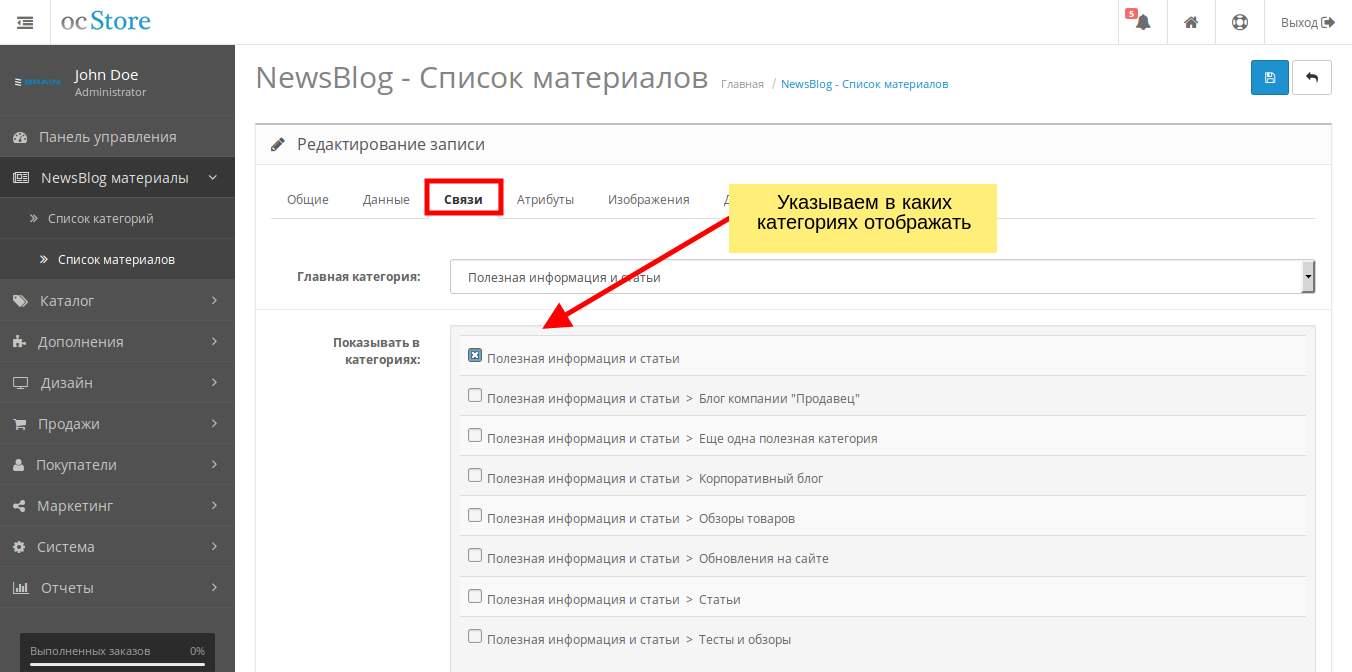 ocStore
5
Выход
BRAIN
John Doe
Administrator
NewsBlog - Список материалов
Главная / NewsBlog - Список материалов
Панель управления
NewsBlog материалы
Список категорий
Список материалов
Каталог
Дополнения
Дизайн
Продажи
Покупатели
Маркетинг
Система
Отчеты
Выполненных заказов 0%
Редактирование записи
Общие Данные Связи Атрибуты Изображения
Указываем в каких
категориях отображать
Главная категория: Полезная информация и статьи
Показывать в
категориях:
Полезная информация и статьи
Полезная информация и статьи > Блог компании "Продавец"
Полезная информация и статьи > Еще одна полезная категория
Полезная информация и статьи > Корпоративный блог
Полезная информация и статьи > Обзоры товаров
Полезная информация и статьи > Обновления на сайте
Полезная информация и статьи > Статьи
Полезная информация и статьи > Тесты и обзоры